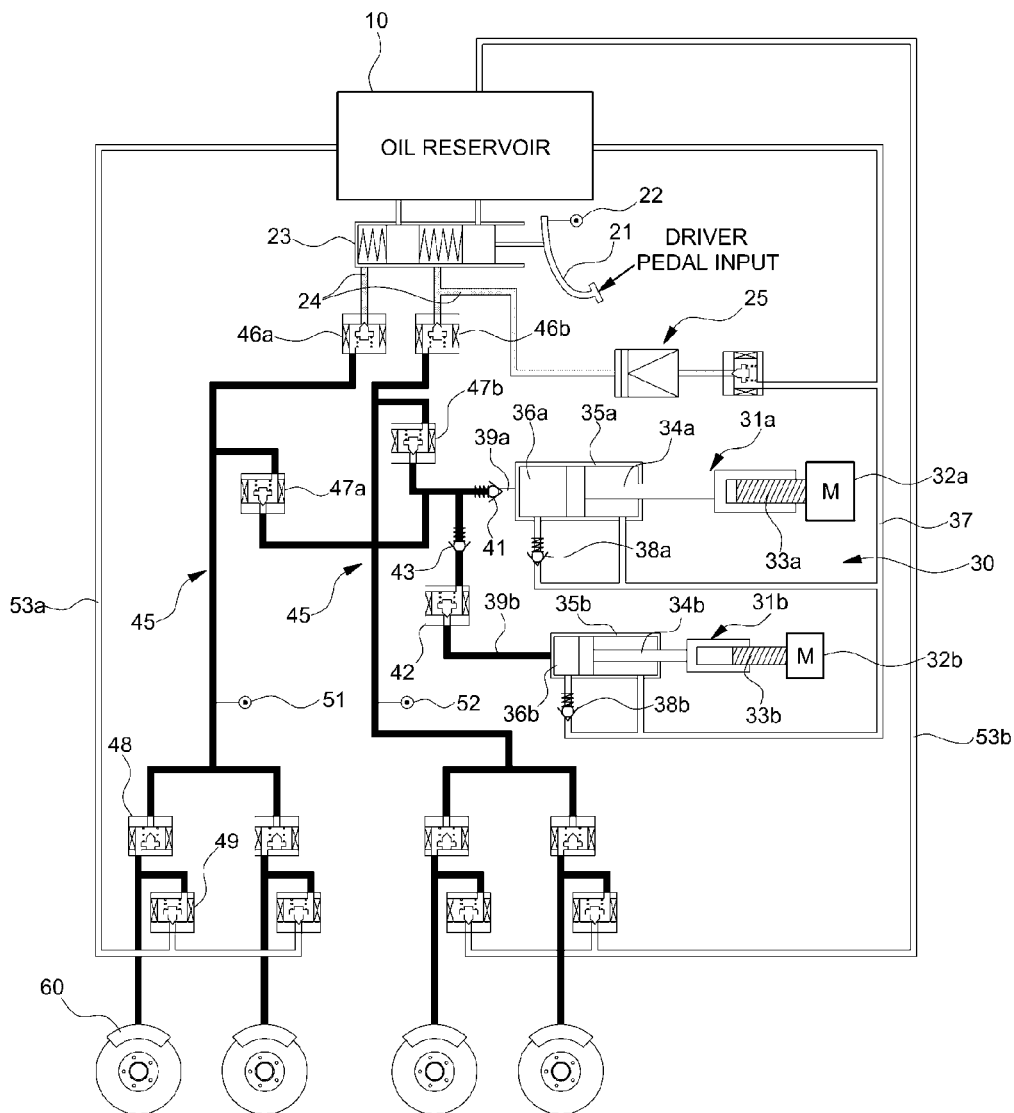 10
OIL RESERVOIR
22
23
21
DRIVER
PEDAL INPUT
24
25
46a
46b
47b
36a
35a
34a
31a
39a
32a
M
47a
37
41
33a
43
38a
30
53a
45
45
39b
35b
34b
31b
M
42
32b
36b
38b
33b
51
52
53b
48
49
60